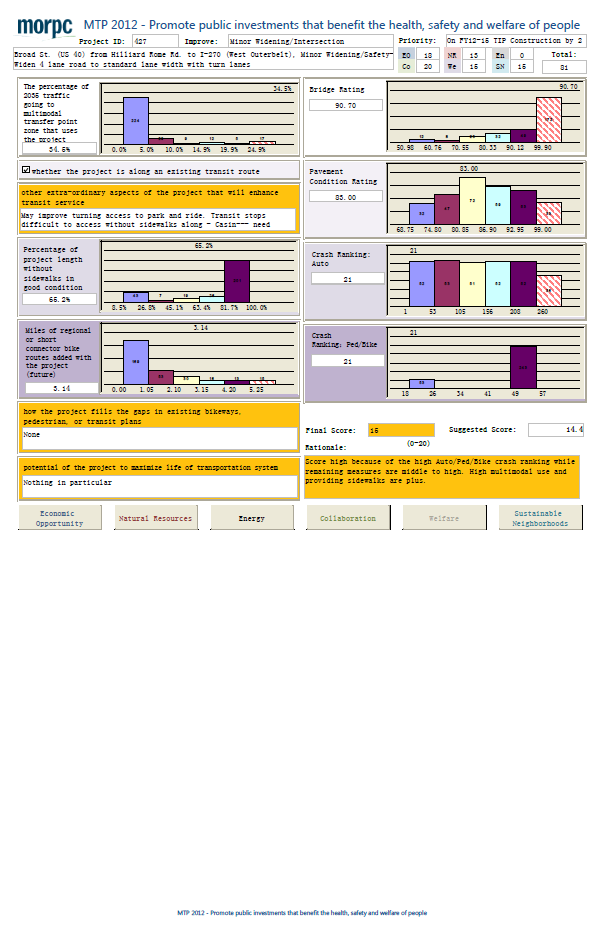 morpc MTP 2012 - Promote public investments that benefit the health, safety and welfare of people
Project ID: 427 Improve: Minor Widening/Intersection Priority: On FY12-15 TIP Construction by 2
Broad St. (US 40) from Hilliard Rome Rd. to I-270 (West Outerbelt), Minor Widening/Safety-
Widen 4 lane road to standard lane width with turn lanes
EO 18 NR 13 En 0 Total:
Co 20 We 15 SN 15 81
The percentage of
2035 traffic
going to
multimodal
transfer point
zone that uses
the project
34.5%
34.5%
0.0% 5.0% 10.0% 14.9% 19.9% 24.9%
whether the project is along an existing transit route
other extra-ordinary aspects of the project that will enhance
transit service
May improve turning access to park and ride. Transit stops
difficult to access without sidewalks along - Casin--- need
Percentage of
project length
without
sidewalks in
good condition
65.2%
65.2%
8.5% 26.8% 45.1% 63.4% 81.7% 100.0%
Miles of regional
or short
connector bike
routes added with
the project
(future)
3.14
3.14
0.00 1.05 2.10 3.15 4.20 5.25
how the project fills the gaps in existing bikeways,
pedestrian, or transit plans
None
potential of the project to maximize life of transportation system
Nothing in particular
Bridge Rating
90.70
90.70
50.98 60.76 70.55 80.33 90.12 99.90
Pavement
Condition Rating
83.00
83.00
68.75 74.80 80.85 86.90 92.95 99.00
Crash Ranking:
Auto
21
21
1 53 105 156 208 260
Crash
Ranking: Ped/Bike
21
21
18 26 34 41 49 57
Final Score: 15 Suggested Score: 14.4
(0-20)
Rationale:
Score high because of the high Auto/Ped/Bike crash ranking while
remaining measures are middle to high. High multimodal use and
providing sidewalks are plus.
Economic
Opportunity
Natural Resources
Energy
Collaboration
Welfare
Sustainable
Neighborhoods
MTP 2012 - Promote public investments that benefit the health, safety and welfare of people